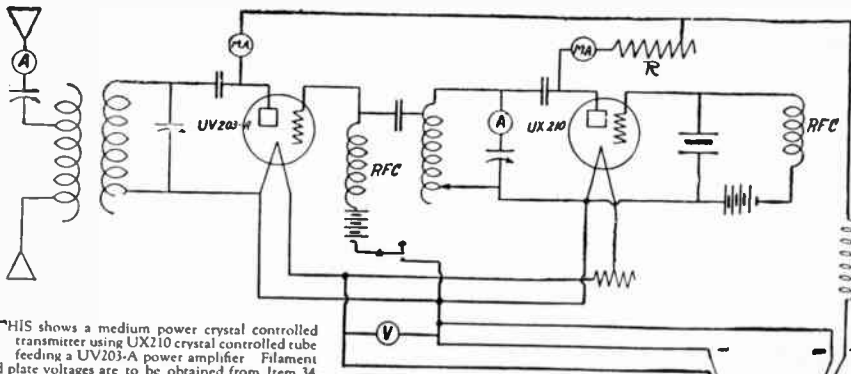 MA
MA
R
A
A
UV203-A
UX210
RFC
RFC
V
-
-
THIS shows a medium power crystal controlled
transmitter using UX210 crystal controlled tube
feeding a UV203-A power amplifier Filament
plate voltages are to be obtained from Item 34